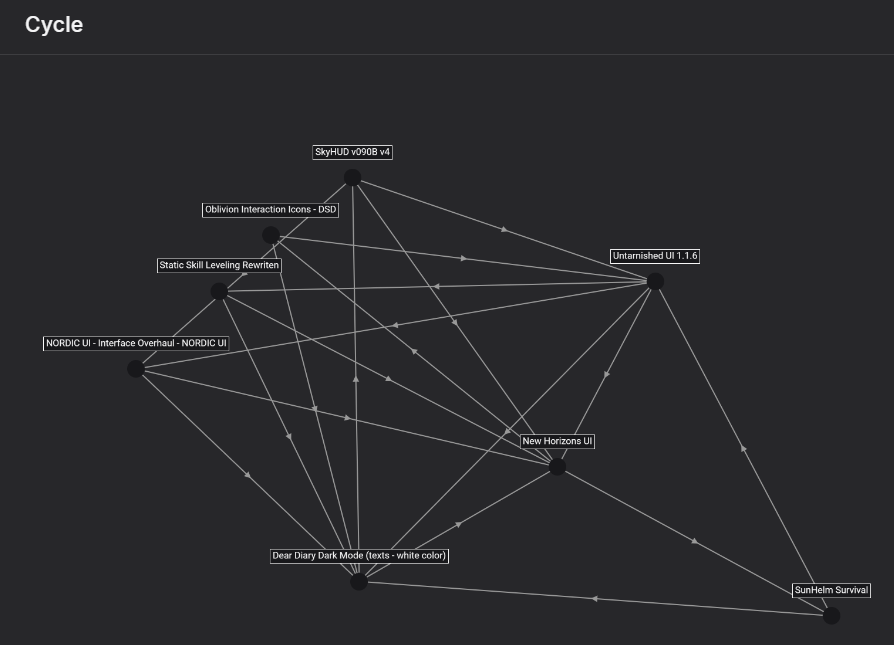 Cycle
SkyHUD v090B v4
Oblivion Interaction Icons - DSD
Untarnished UI 1.1.6
Static Skill Leveling Rewriten
NORDIC UI - Interface Overhaul - NORDIC UI
New Horizons UI
Dear Diary Dark Mode (texts - white color)
SunHelm Survival